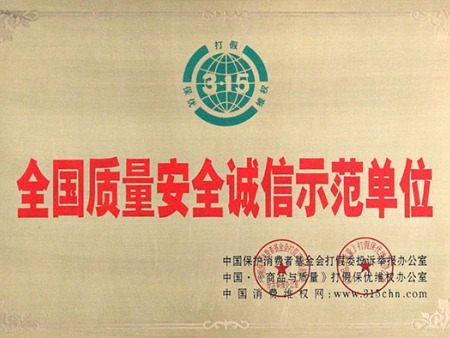 打假
3·15
保优 维权
全国质量安全诚信示范单位
中国保护消费者基金会打假委投诉举报办公室
中国·《商品与质量》打假保优维权办公室
中国消费维权网:www.315chn.com